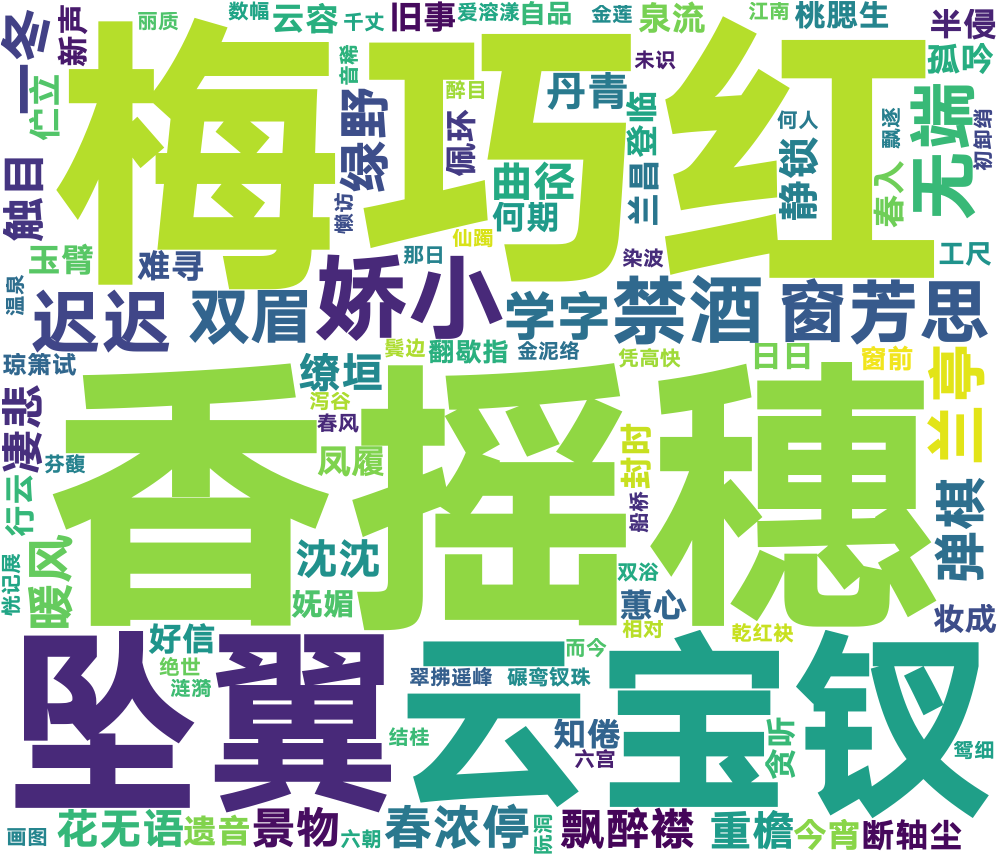 丽质
数幅
云容
千丈
旧事
爱溶漾
自品
金莲
泉流
江南
桃腮生
半侵
一冬
新声
音稀
醉目
丹青
未识
孤吟
伫立
梅巧红
绿野
佩环
登临
何人
飘逐
无端
初卸绡
触目
懒访
曲径
何期
兰昌
静锁
春入
玉臂
难寻
那日
仙躅
染波
工尺
温泉
迟迟
双眉
娇小
学字
禁酒
窗芳思
琼箫试
缭垣
鬓边
翻歇指
金泥络
凭高快
日日
窗前
兰亭
凄悲
泻谷
春风
香摇穗
芬馥
凤履
封时
行云
船桥
弹棋
恍记展
暖风
沈沈
妩媚
双浴
蕙心
相对
乾红袂
妆成
好信
绝世
涟漪
坠翼
云宝钗
翠拂遥峰
碾鸾钗珠
而今
结桂
知倦
六宫
贪听
鸳细
画图
花无语
遗音
景物
六朝
春浓停
阮洞
飘醉襟
重檐
今宵
断轴尘